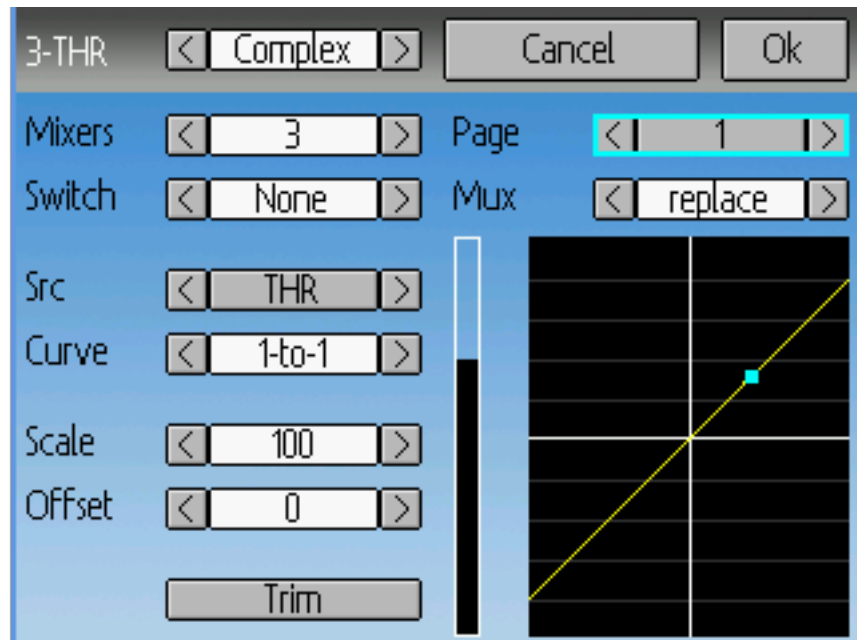 3-THR < Complex > Cancel Ok
Mixers < 3 > Page < 1 >
Switch < None > Mux < replace >
Src < THR >
Curve < 1-to-1 >
Scale < 100 >
Offset < 0 >
Trim